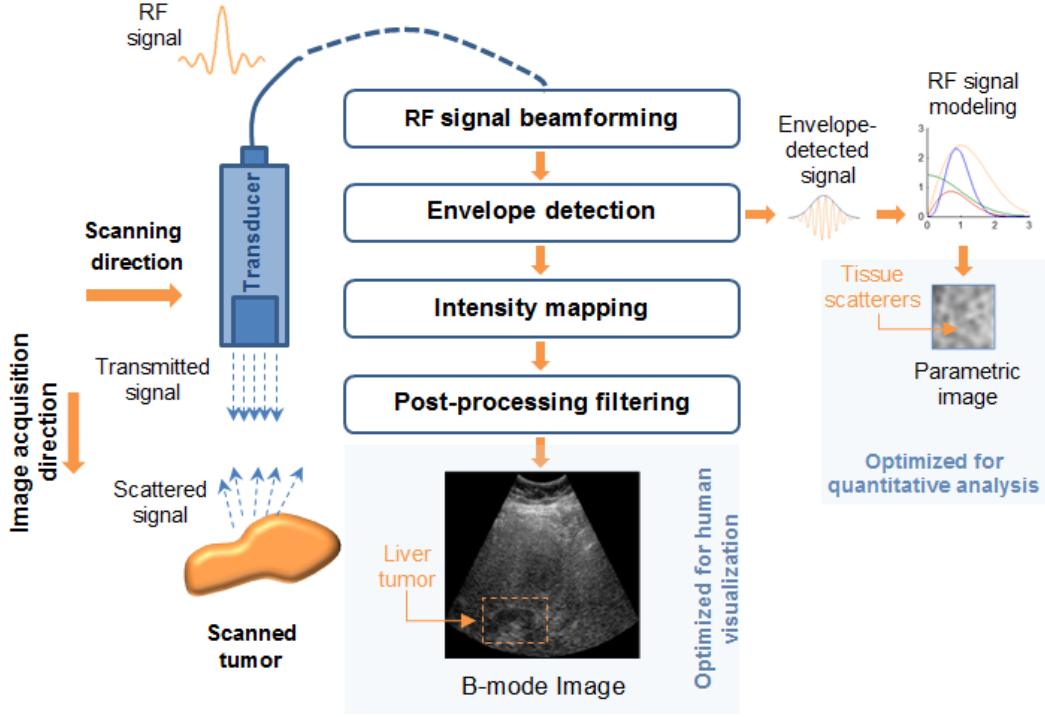 RF
signal
Transducer
Scanning
direction
Transmitted
signal
Image acquisition
direction
Scattered
signal
Scanned
tumor
RF signal beamforming
Envelope detection
Intensity mapping
Post-processing filtering
Liver
tumor
B-mode Image
Optimized for human
visualization
Envelope-
detected
signal
RF signal
modeling
3
2
1
0
0
1
2
3
Tissue
scatterers
Parametric
image
Optimized for
quantitative analysis